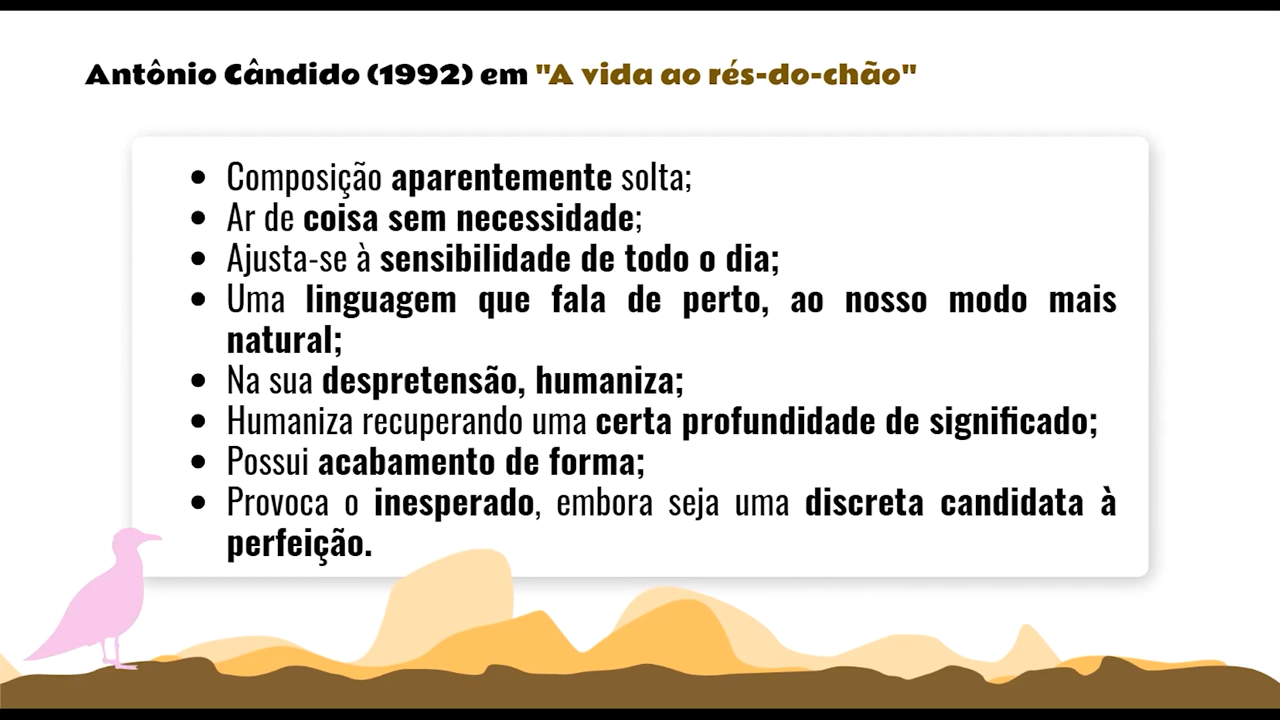 Antônio Cândido (1992) em "A vida ao rés-do-chão"
• Composição aparentemente solta;
• Ar de coisa sem necessidade;
• Ajusta-se à sensibilidade de todo o dia;
• Uma linguagem que fala de perto, ao nosso modo mais
natural;
• Na sua despretensão, humaniza;
• Humaniza recuperando uma certa profundidade de significado;
• Possui acabamento de forma;
• Provoca o inesperado, embora seja uma discreta candidata à
perfeição.